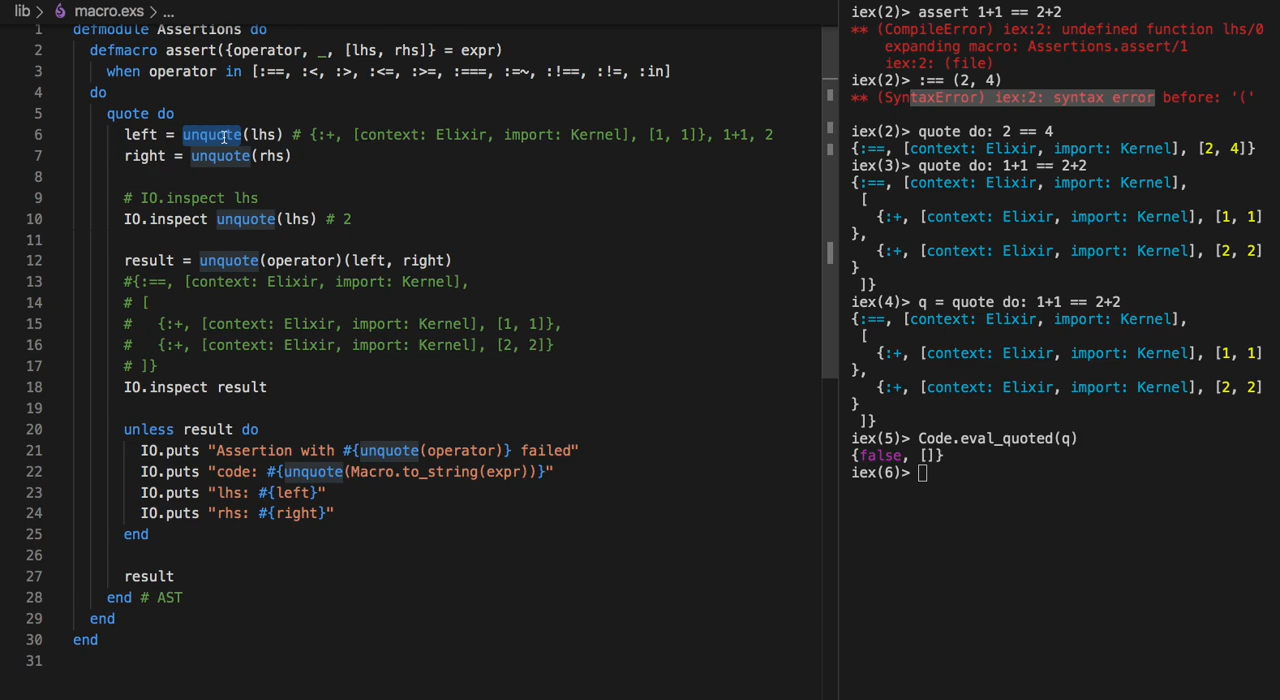 lib > macro.exs > ...
1 defmodule Assertions do
2 defmacro assert({operator, _, [lhs, rhs]} = expr)
3 when operator in [:==, :<, :>, :<=, :>=, :===, :=~, :!==, :!=, :in]
4 do
5 quote do
6 left = unquote(lhs) # {:+, [context: Elixir, import: Kernel], [1, 1]}, 1+1, 2
7 right = unquote(rhs)
8
9 # IO.inspect lhs
10 IO.inspect unquote(lhs) # 2
11
12 result = unquote(operator)(left, right)
13 #{:==, [context: Elixir, import: Kernel],
14 # [
15 # {:+, [context: Elixir, import: Kernel], [1, 1]},
16 # {:+, [context: Elixir, import: Kernel], [2, 2]}
17 # ]}
18 IO.inspect result
19
20 unless result do
21 IO.puts "Assertion with #{unquote(operator)} failed"
22 IO.puts "code: #{unquote(Macro.to_string(expr))}"
23 IO.puts "lhs: #{left}"
24 IO.puts "rhs: #{right}"
25 end
26
27 result
28 end # AST
29 end
30 end
31
iex(2)> assert 1+1 == 2+2
** (CompileError) iex:2: undefined function lhs/0
expanding macro: Assertions.assert/1
iex:2: (file)
iex(2)> :== (2, 4)
** (SyntaxError) iex:2: syntax error before: '('
iex(2)> quote do: 2 == 4
{:==, [context: Elixir, import: Kernel], [2, 4]}
iex(3)> quote do: 1+1 == 2+2
{:==, [context: Elixir, import: Kernel],
[
{:+, [context: Elixir, import: Kernel], [1, 1]
},
{:+, [context: Elixir, import: Kernel], [2, 2]
}
]}
iex(4)> q = quote do: 1+1 == 2+2
{:==, [context: Elixir, import: Kernel],
[
{:+, [context: Elixir, import: Kernel], [1, 1]
},
{:+, [context: Elixir, import: Kernel], [2, 2]
}
]}
iex(5)> Code.eval_quoted(q)
{false, []}
iex(6)>